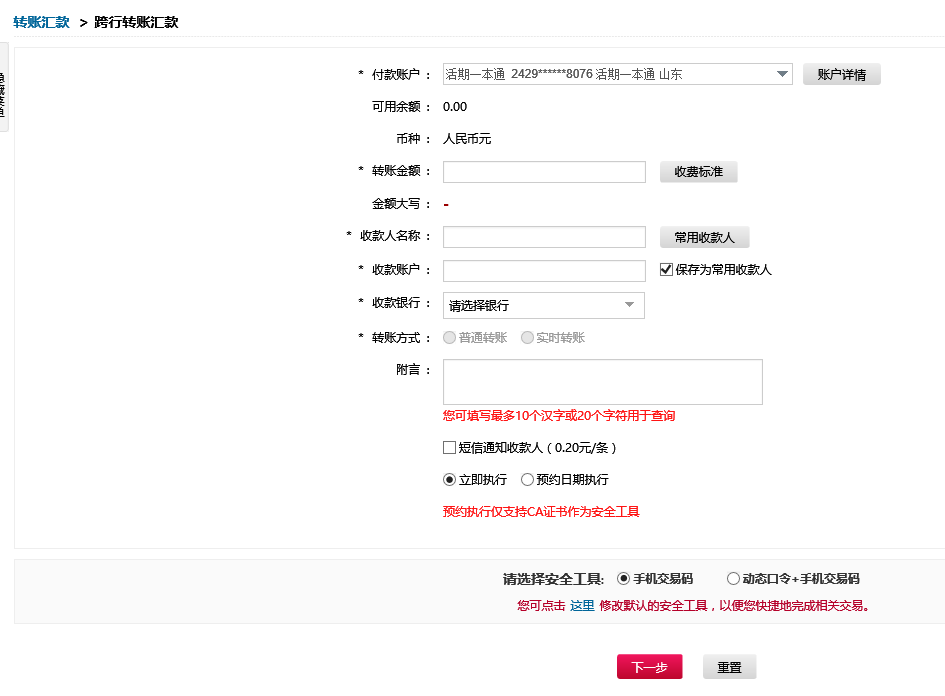 转账汇款 > 跨行转账汇款
隐藏菜单
* 付款账户： 活期一本通 2429******8076 活期一本通 山东 账户详情
可用余额： 0.00
币种： 人民币元
* 转账金额： 收费标准
金额大写： -
* 收款人名称： 常用收款人
* 收款账户： 保存为常用收款人
* 收款银行： 请选择银行
* 转账方式： 普通转账 实时转账
附言：
您可填写最多10个汉字或20个字符用于查询
短信通知收款人（0.20元/条）
立即执行 预约日期执行
预约执行仅支持CA证书作为安全工具
请选择安全工具: 手机交易码 动态口令+手机交易码
您可点击 这里 修改默认的安全工具，以便您快捷地完成相关交易。
下一步 重置